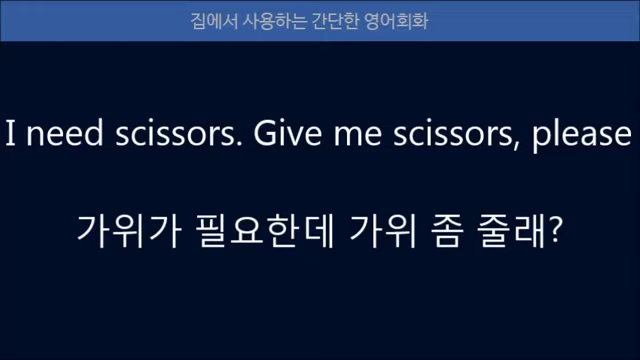 집에서 사용하는 간단한 영어회화
I need scissors. Give me scissors, please
가위가 필요한데 가위 좀 줄래?